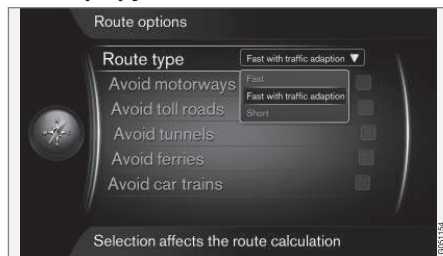 Route options
Route type Fast with traffic adaption
Fast
Avoid motorways Fast with traffic adaption
Avoid toll roads Short
Avoid tunnels
Avoid ferries
Avoid car trains
Selection affects the route calculation
G051154